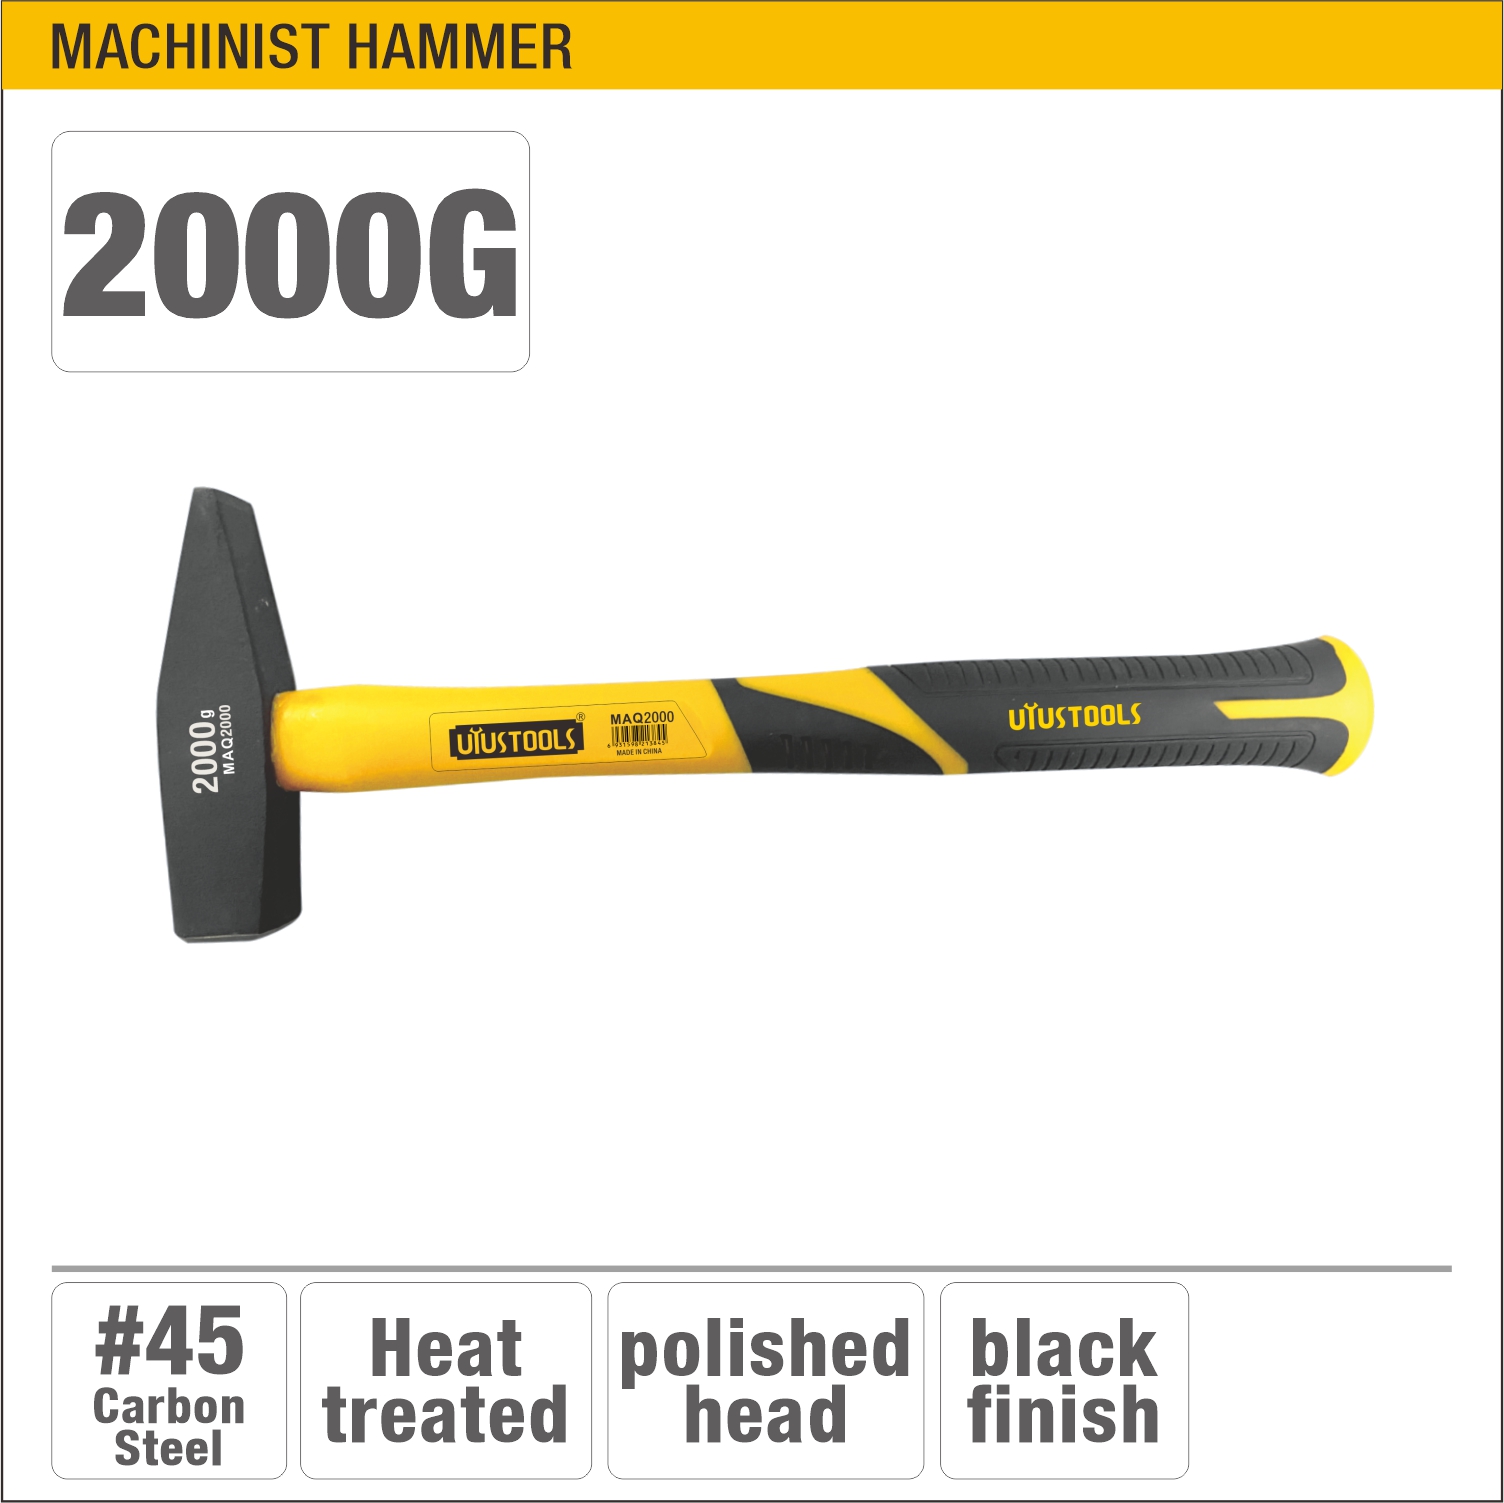 MACHINIST HAMMER
2000G
2000g
MAQ2000
UYUSTOOLS®
MAQ2000
MADE IN CHINA
UYUSTOOLS
#45
Carbon
Steel
Heat
treated
polished
head
black
finish